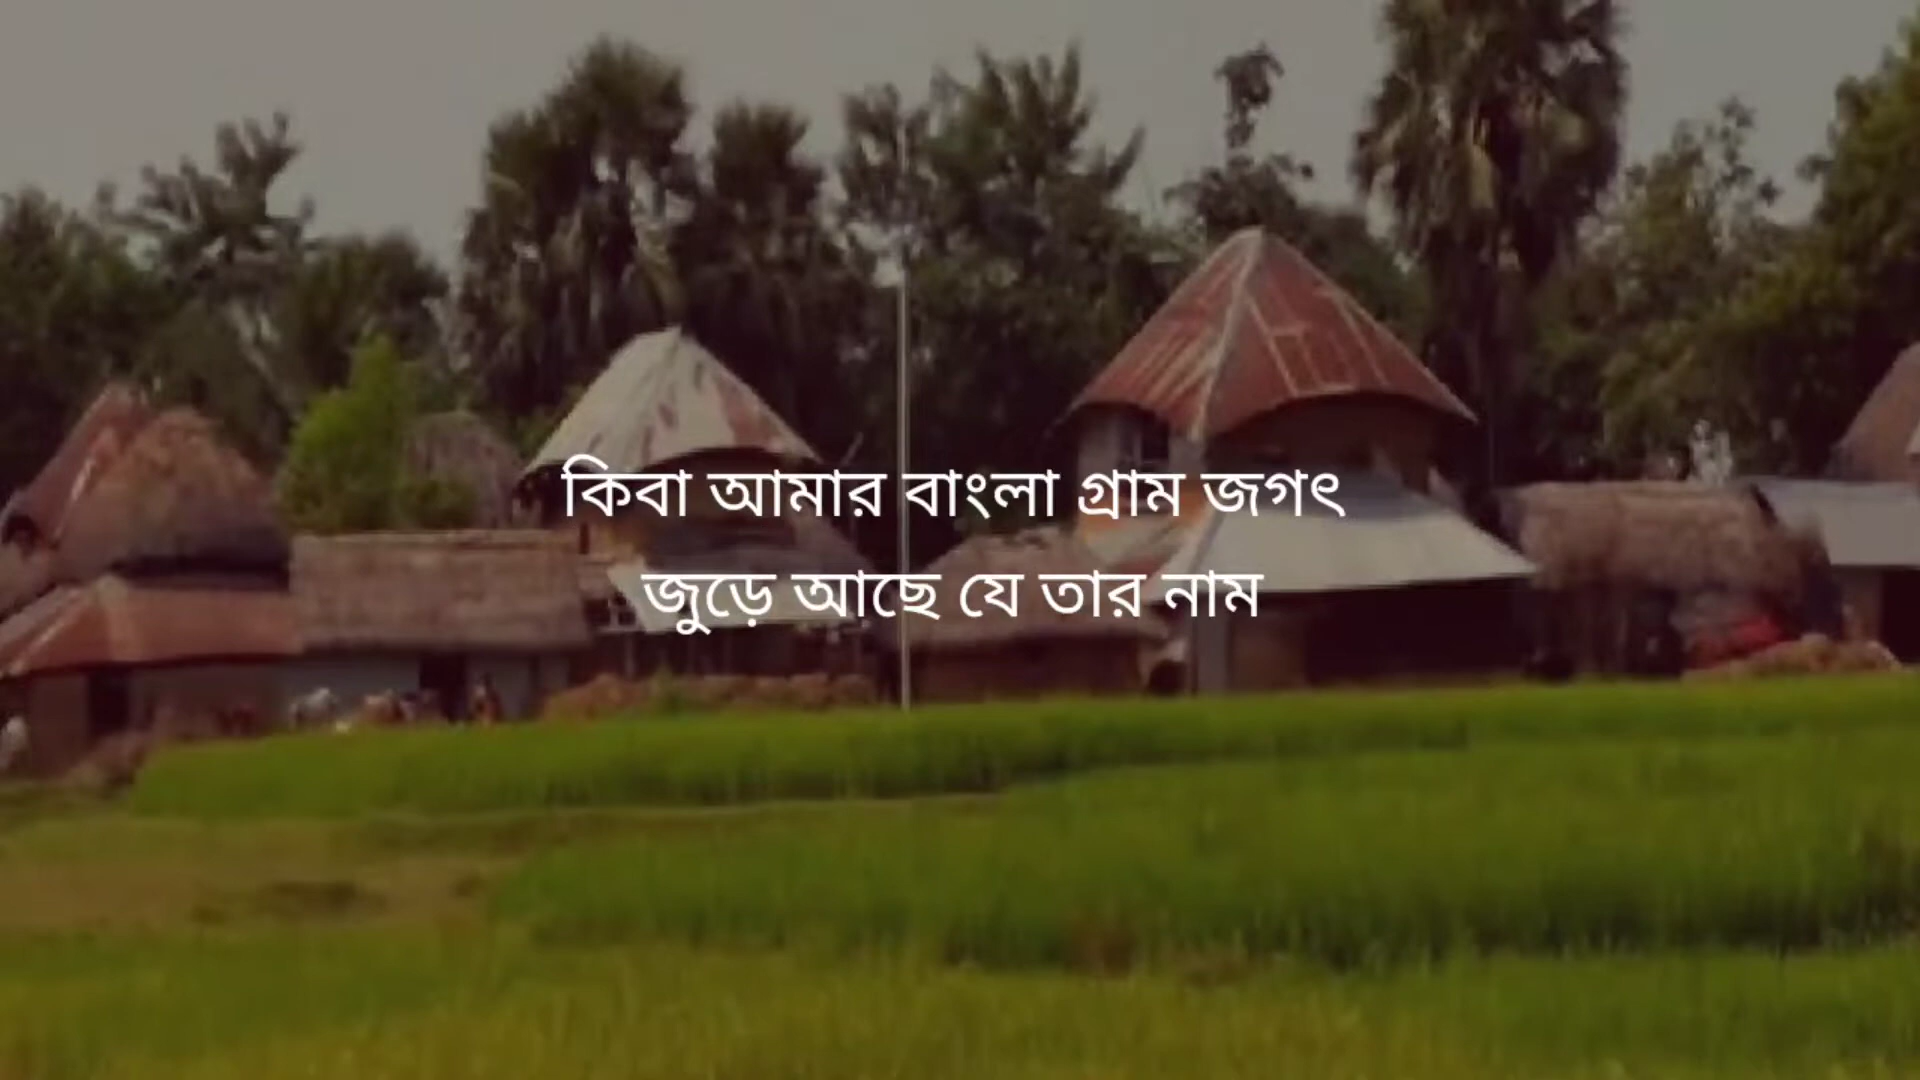 কিবা আমার বাংলা গ্রাম জগৎ
জুড়ে আছে যে তার নাম